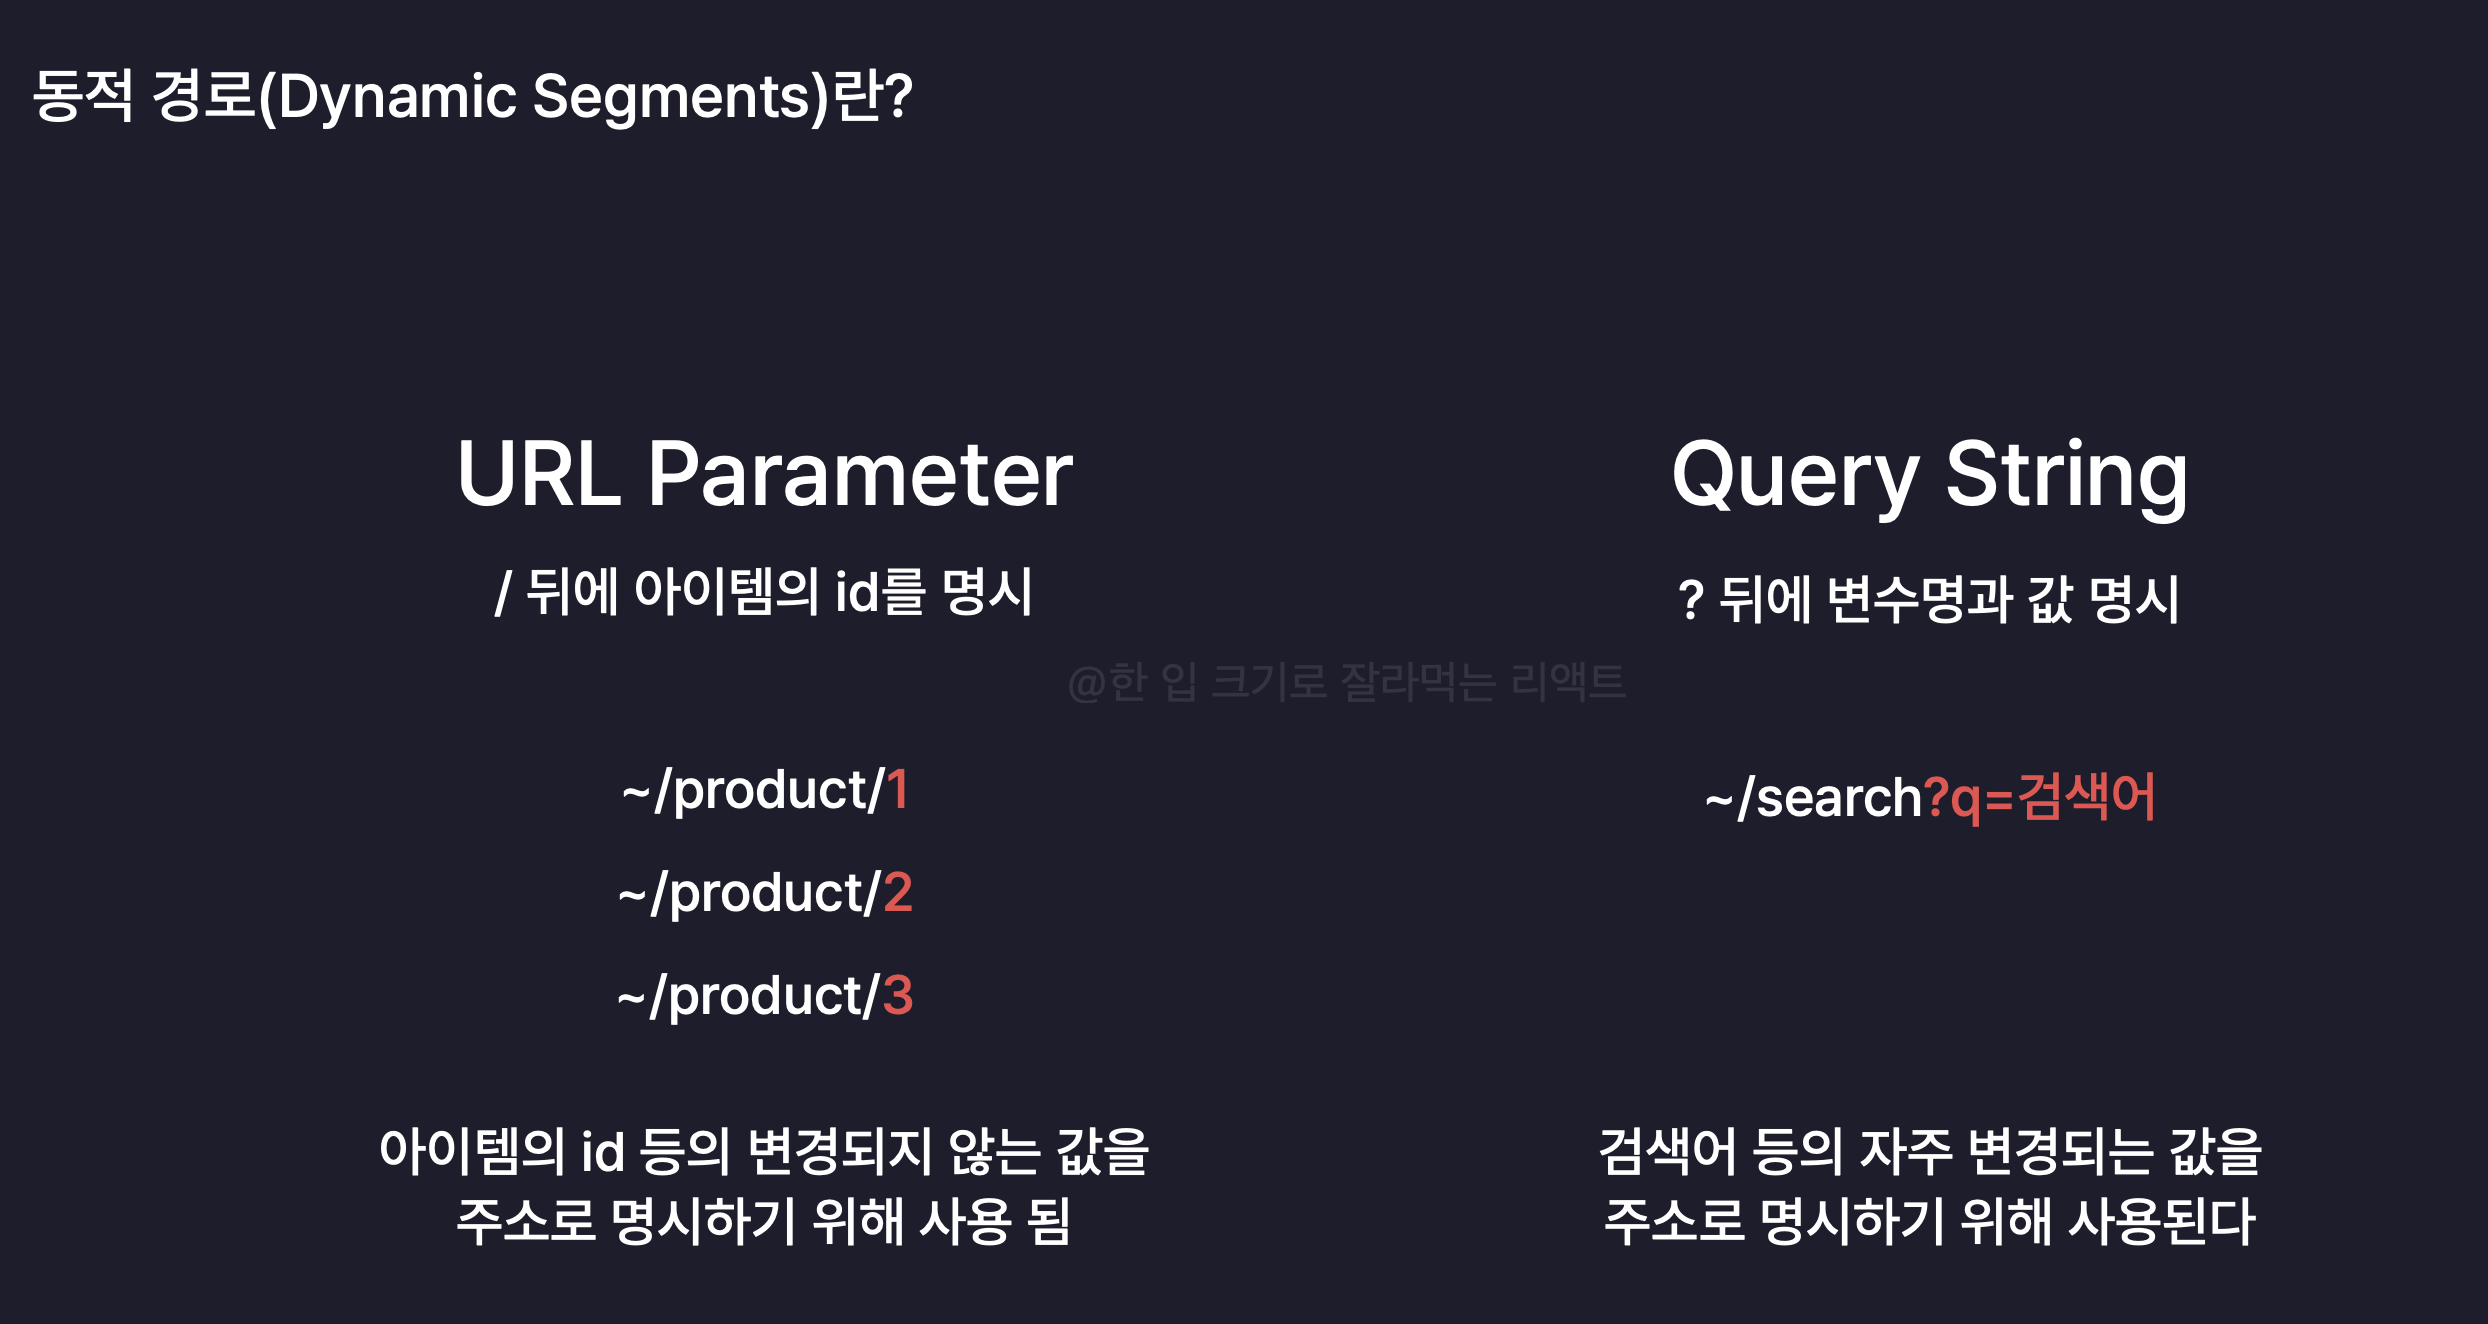 동적 경로(Dynamic Segments)란?
URL Parameter
/ 뒤에 아이템의 id를 명시
~/product/1
~/product/2
~/product/3
아이템의 id 등의 변경되지 않는 값을
주소로 명시하기 위해 사용 됨
Query String
? 뒤에 변수명과 값 명시
~/search?q=검색어
검색어 등의 자주 변경되는 값을
주소로 명시하기 위해 사용된다
@한 입 크기로 잘라먹는 리액트